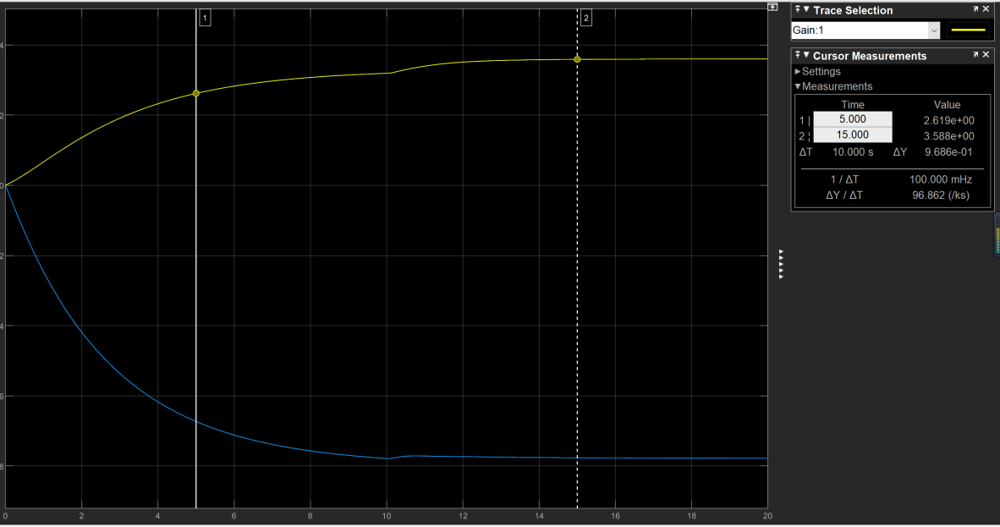 1
2
4
2
0
2
4
6
8
0 2 4 6 8 10 12 14 16 18 20
Trace Selection
Gain:1
Cursor Measurements
Settings
Measurements
Time Value
1 | 5.000 2.619e+00
2 ¦ 15.000 3.588e+00
ΔT 10.000 s ΔY 9.686e-01
1 / ΔT 100.000 mHz
ΔY / ΔT 96.862 (/ks)